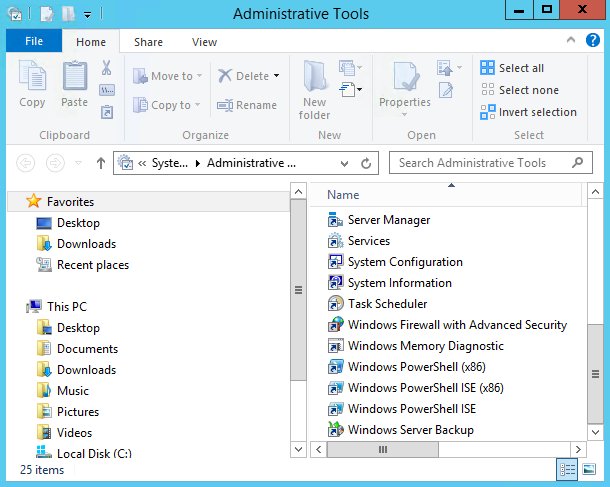 Administrative Tools
File Home Share View
Copy Paste Move to Copy to Delete Rename New folder Properties Select all Select none Invert selection
Clipboard Organize New Open Select
« Syste... Administrative ... Search Administrative Tools
Favorites
Desktop
Downloads
Recent places
This PC
Desktop
Documents
Downloads
Music
Pictures
Videos
Local Disk (C:)
Name
Server Manager
Services
System Configuration
System Information
Task Scheduler
Windows Firewall with Advanced Security
Windows Memory Diagnostic
Windows PowerShell (x86)
Windows PowerShell ISE (x86)
Windows PowerShell ISE
Windows Server Backup
25 items